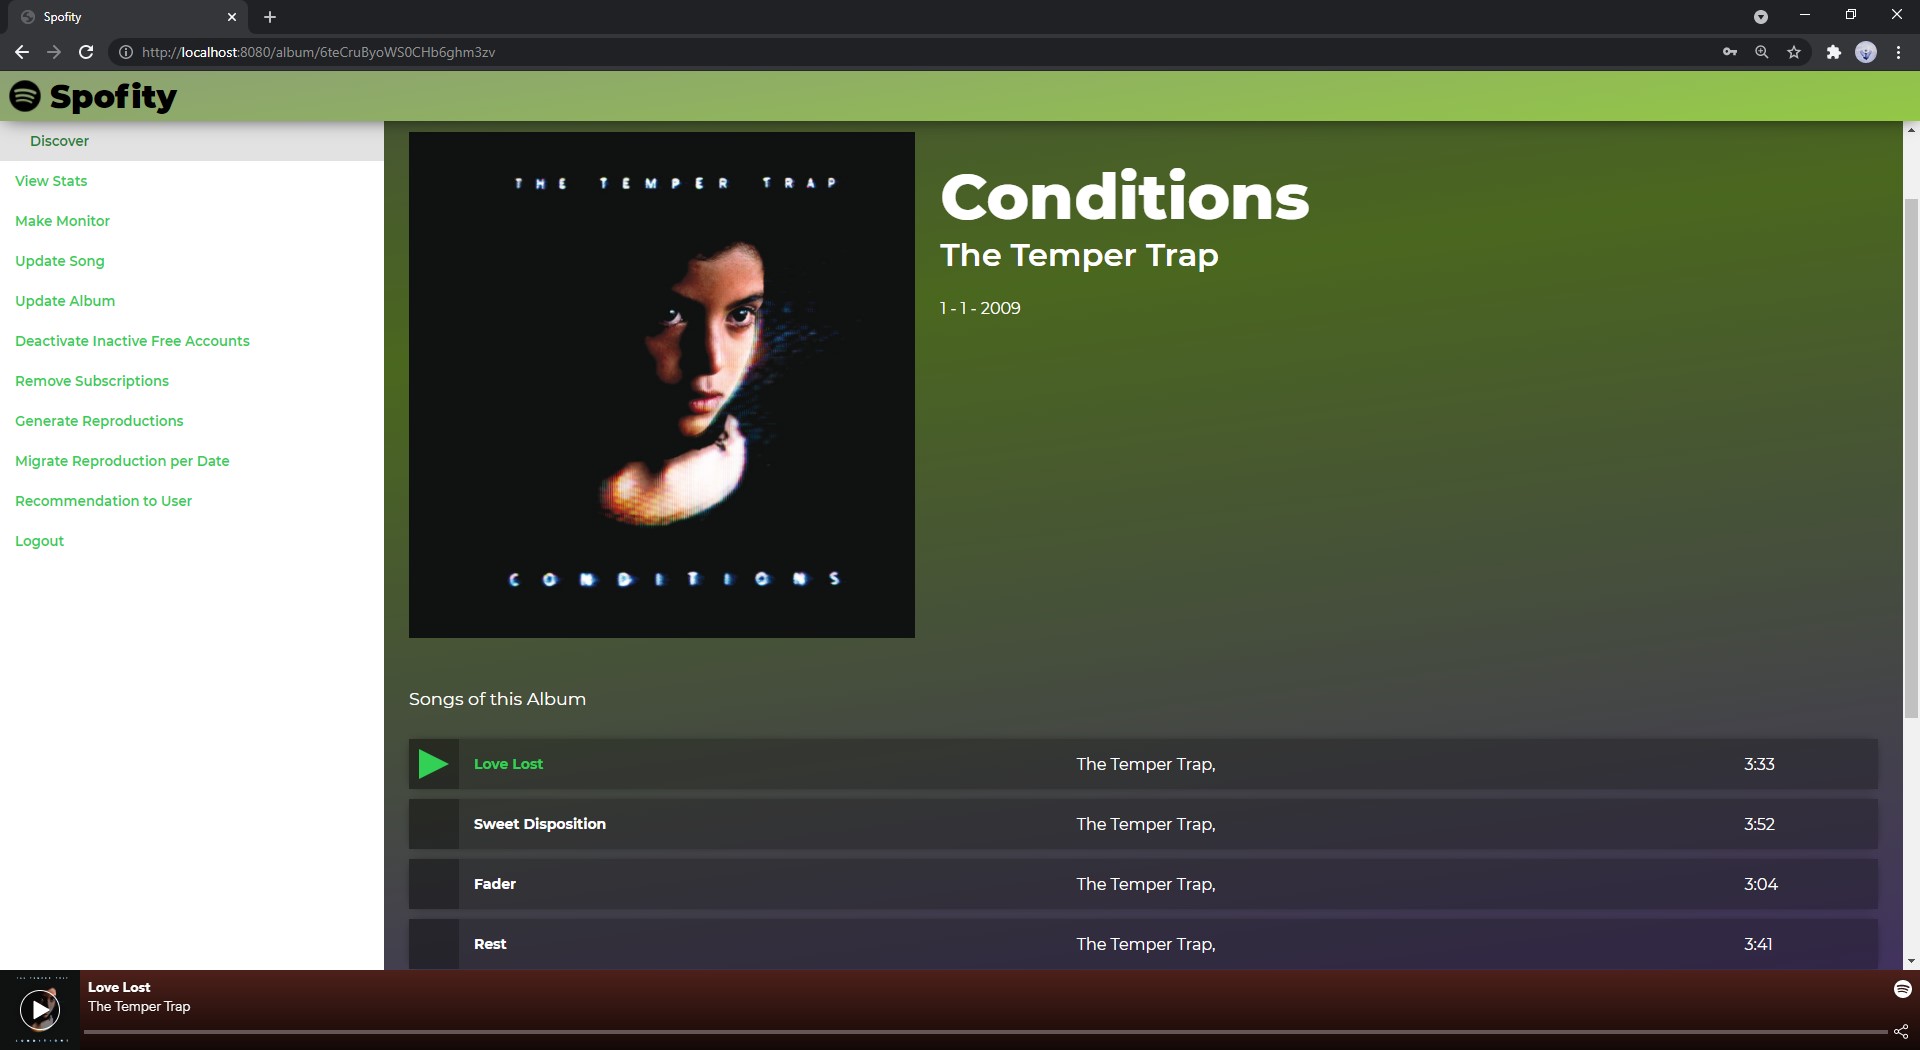 Spofity
http://localhost:8080/album/6teCruByoWS0CHb6ghm3zv
Spofity
Discover
View Stats
Make Monitor
Update Song
Update Album
Deactivate Inactive Free Accounts
Remove Subscriptions
Generate Reproductions
Migrate Reproduction per Date
Recommendation to User
Logout
THE TEMPER TRAP
CONDITIONS
Conditions
The Temper Trap
1 - 1 - 2009
Songs of this Album
Love Lost The Temper Trap, 3:33
Sweet Disposition The Temper Trap, 3:52
Fader The Temper Trap, 3:04
Rest The Temper Trap, 3:41
THE TEMPER TRAP
CONDITIONS
Love Lost
The Temper Trap